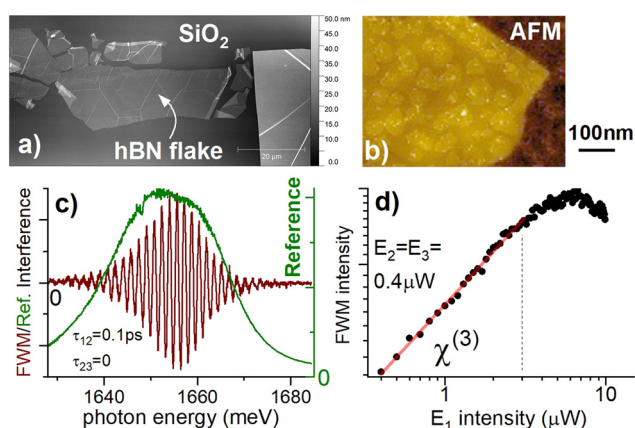 SiO₂
hBN flake
a)
20 µm
50.0 nm
45.0
40.0
35.0
30.0
25.0
20.0
15.0
10.0
0.0
AFM
b)
100nm
c)
FWM/Ref. Interference
0
τ₁₂=0.1ps
τ₂₃=0
Reference
0
1640 1660 1680
photon energy (meV)
d)
FWM intensity
E₂=E₃=
0.4µW
χ⁽³⁾
1 10
E₁ intensity (µW)